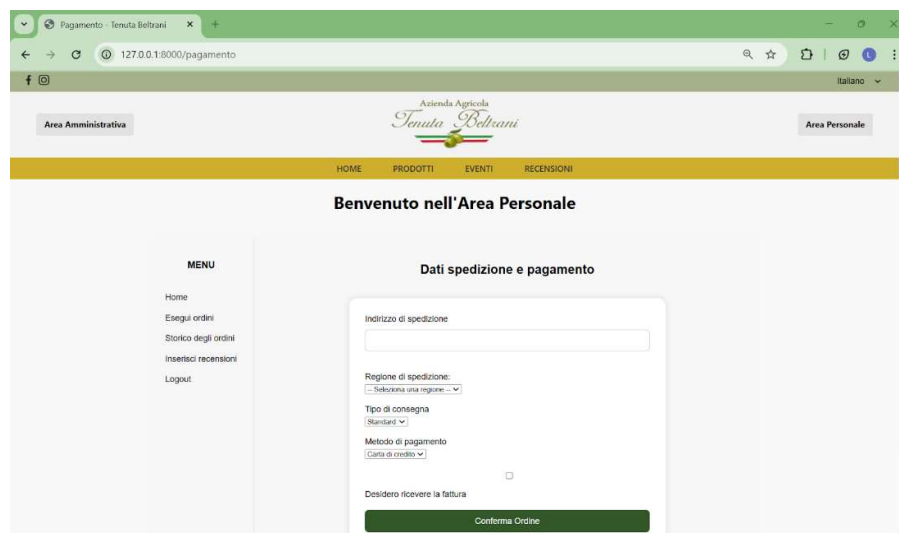 Pagamento - Tenuta Beltrani
127.0.0.1:8000/pagamento
L
Italiano
Area Amministrativa
Azienda Agricola
Tenuta Beltrani
Area Personale
HOME PRODOTTI EVENTI RECENSIONI
Benvenuto nell'Area Personale
MENU
Home
Esegui ordini
Storico degli ordini
Inserisci recensioni
Logout
Dati spedizione e pagamento
Indirizzo di spedizione
Regione di spedizione:
-- Seleziona una regione --
Tipo di consegna
Standard
Metodo di pagamento
Carta di credito
Desidero ricevere la fattura
Conferma Ordine